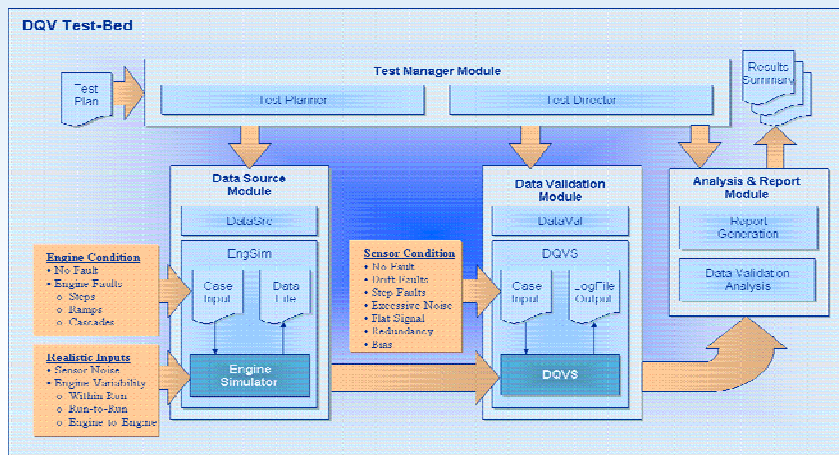 DQV Test-Bed
Test Manager Module
Test
Plan
Test Planner
Test Director
Results
Summary
Data Source
Module
DataSrc
EngSim
Case
Input
Data
File
Engine
Simulator
Data Validation
Module
DataVal
DQVS
Case
Input
LogFile
Output
DQVS
Analysis & Report
Module
Report
Generation
Data Validation
Analysis
Engine Condition
• No Fault
• Engine Faults
o Steps
o Ramps
o Cascades
Realistic Inputs
• Sensor Noise
• Engine Variability
o Within Run
o Run-to-Run
o Engine to Engine
Sensor Condition
• No Fault
• Drift Faults
• Step Faults
• Excessive Noise
• Flat Signal
• Redundancy
• Bias